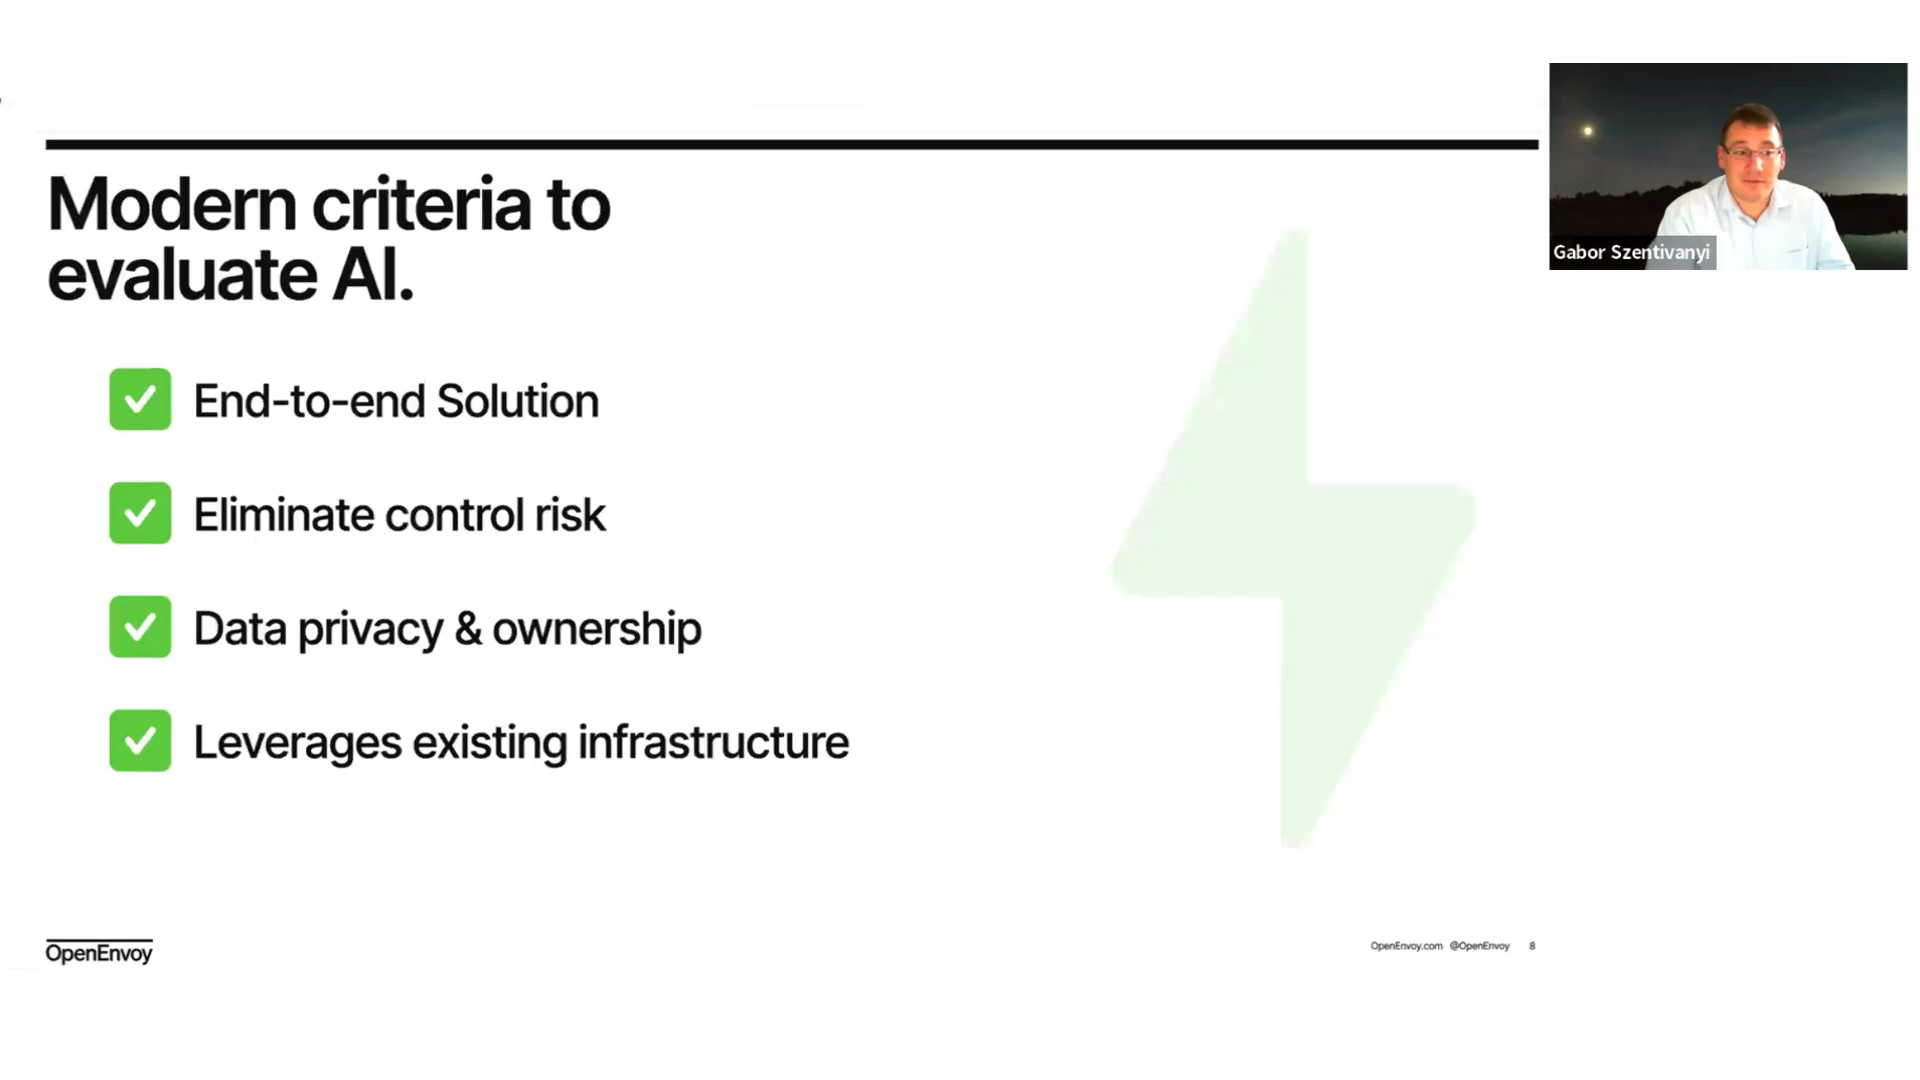 Modern criteria to
evaluate AI.
End-to-end Solution
Eliminate control risk
Data privacy & ownership
Leverages existing infrastructure
Gabor Szentivanyi
OpenEnvoy
OpenEnvoy.com @OpenEnvoy 8